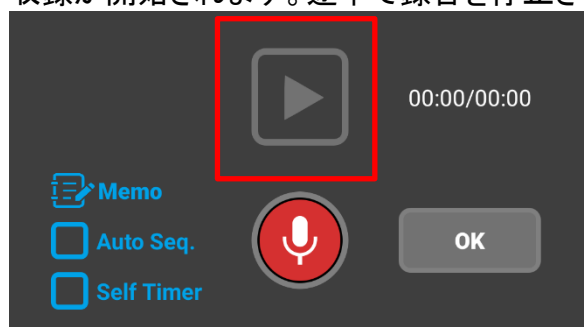 収録が開始されます。途中で録音を停止さ
00:00/00:00
Memo
Auto Seq.
OK
Self Timer